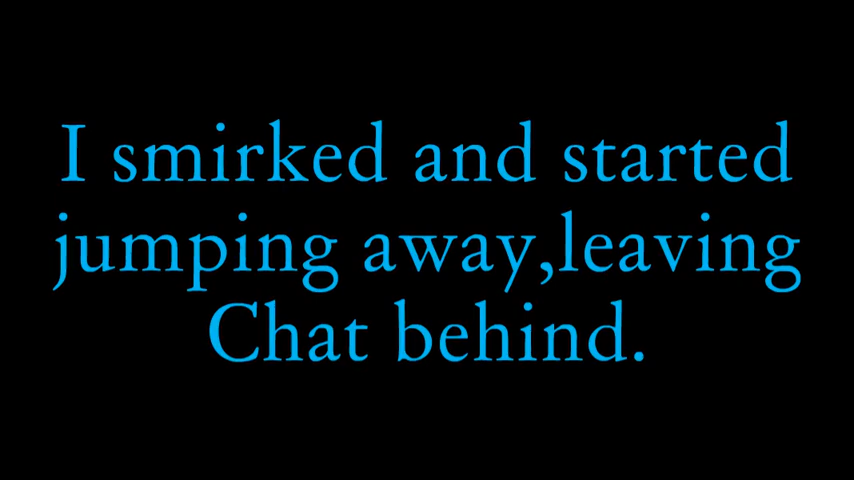 I smirked and started
jumping away,leaving
Chat behind.